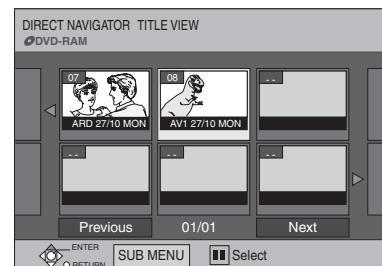 DIRECT NAVIGATOR TITLE VIEW
DVD-RAM
07 08 - -
ARD 27/10 MON AV1 27/10 MON
- - - - - -
Previous 01/01 Next
ENTER
RETURN SUB MENU Select